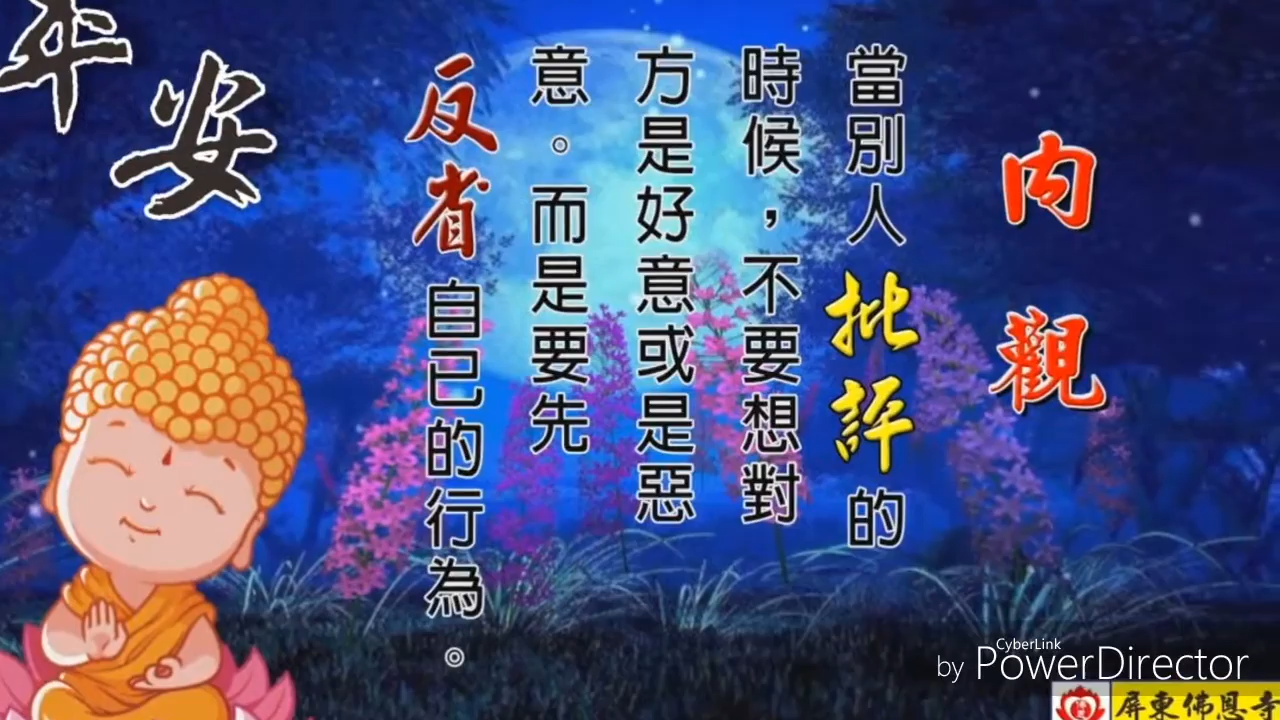 內觀
當別人批評的
時候，不要想對
方是好意或是惡
意。而是要先
反省自己的行為。
平安
CyberLink
by PowerDirector
屏東佛恩寺